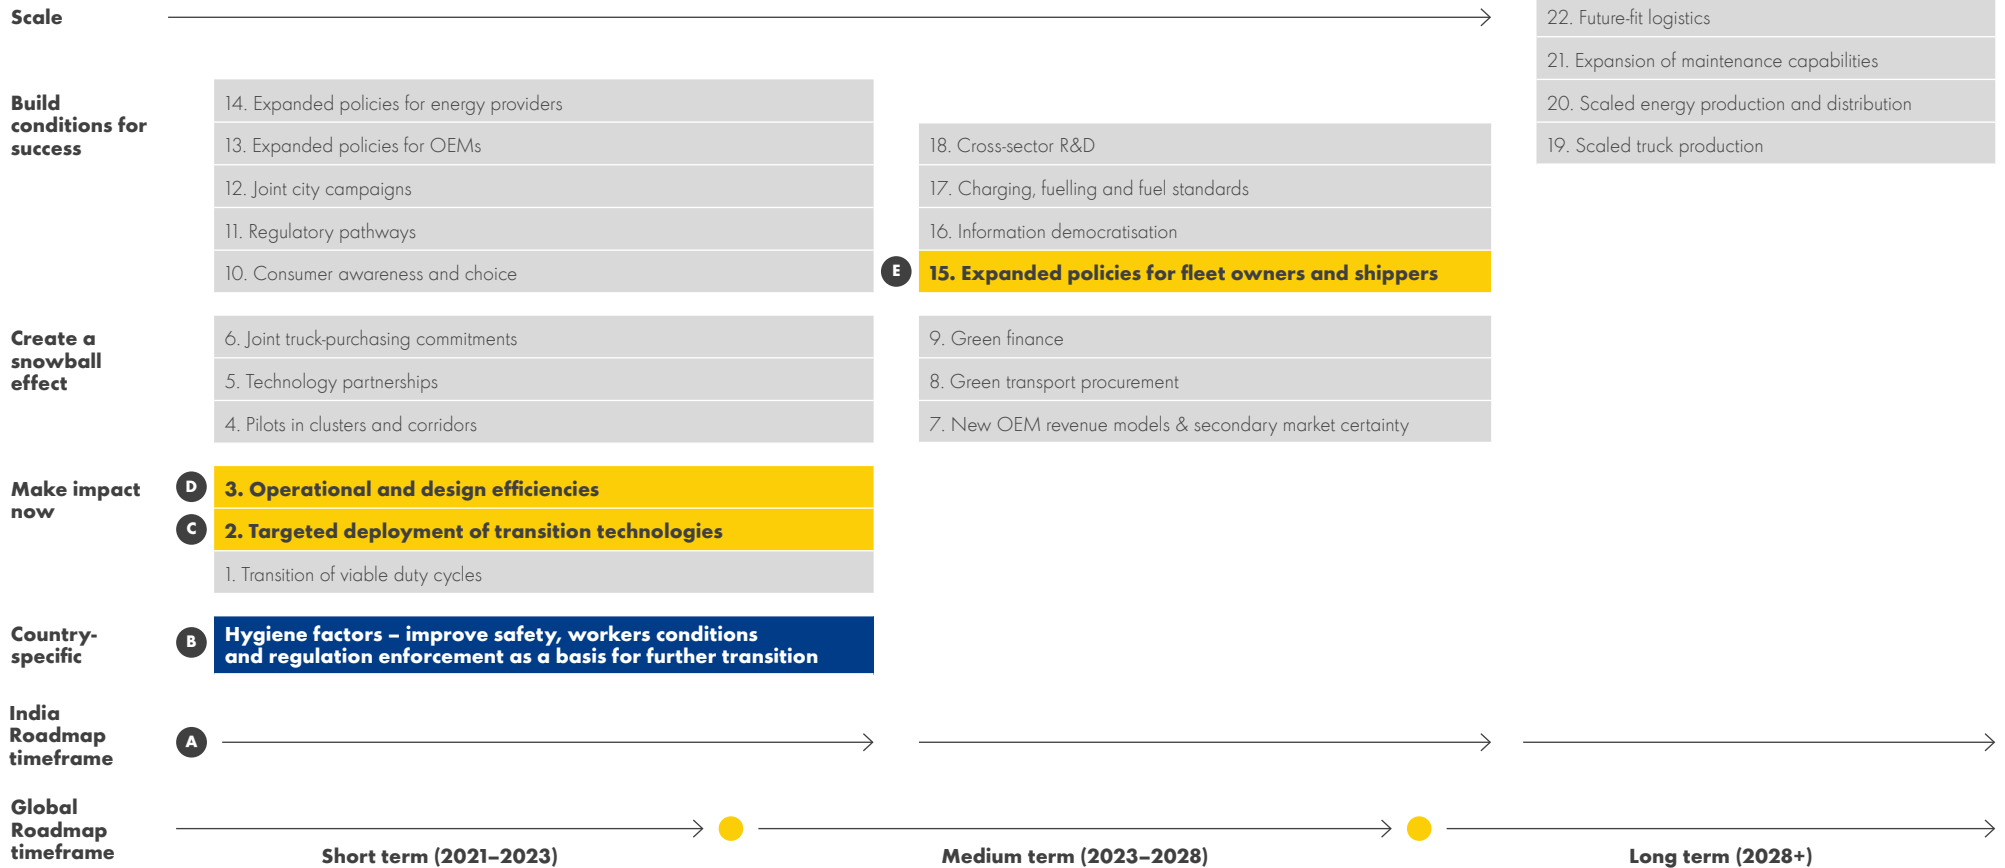 Scale
22. Future-fit logistics
21. Expansion of maintenance capabilities
20. Scaled energy production and distribution
19. Scaled truck production
Build
conditions for
success
14. Expanded policies for energy providers
13. Expanded policies for OEMs
12. Joint city campaigns
11. Regulatory pathways
10. Consumer awareness and choice
18. Cross-sector R&D
17. Charging, fuelling and fuel standards
16. Information democratisation
E
15. Expanded policies for fleet owners and shippers
Create a
snowball
effect
6. Joint truck-purchasing commitments
5. Technology partnerships
4. Pilots in clusters and corridors
9. Green finance
8. Green transport procurement
7. New OEM revenue models & secondary market certainty
Make impact
now
D
3. Operational and design efficiencies
C
2. Targeted deployment of transition technologies
1. Transition of viable duty cycles
Country-
specific
B
Hygiene factors – improve safety, workers conditions
and regulation enforcement as a basis for further transition
India
Roadmap
timeframe
A
Global
Roadmap
timeframe
Short term (2021–2023)
Medium term (2023–2028)
Long term (2028+)